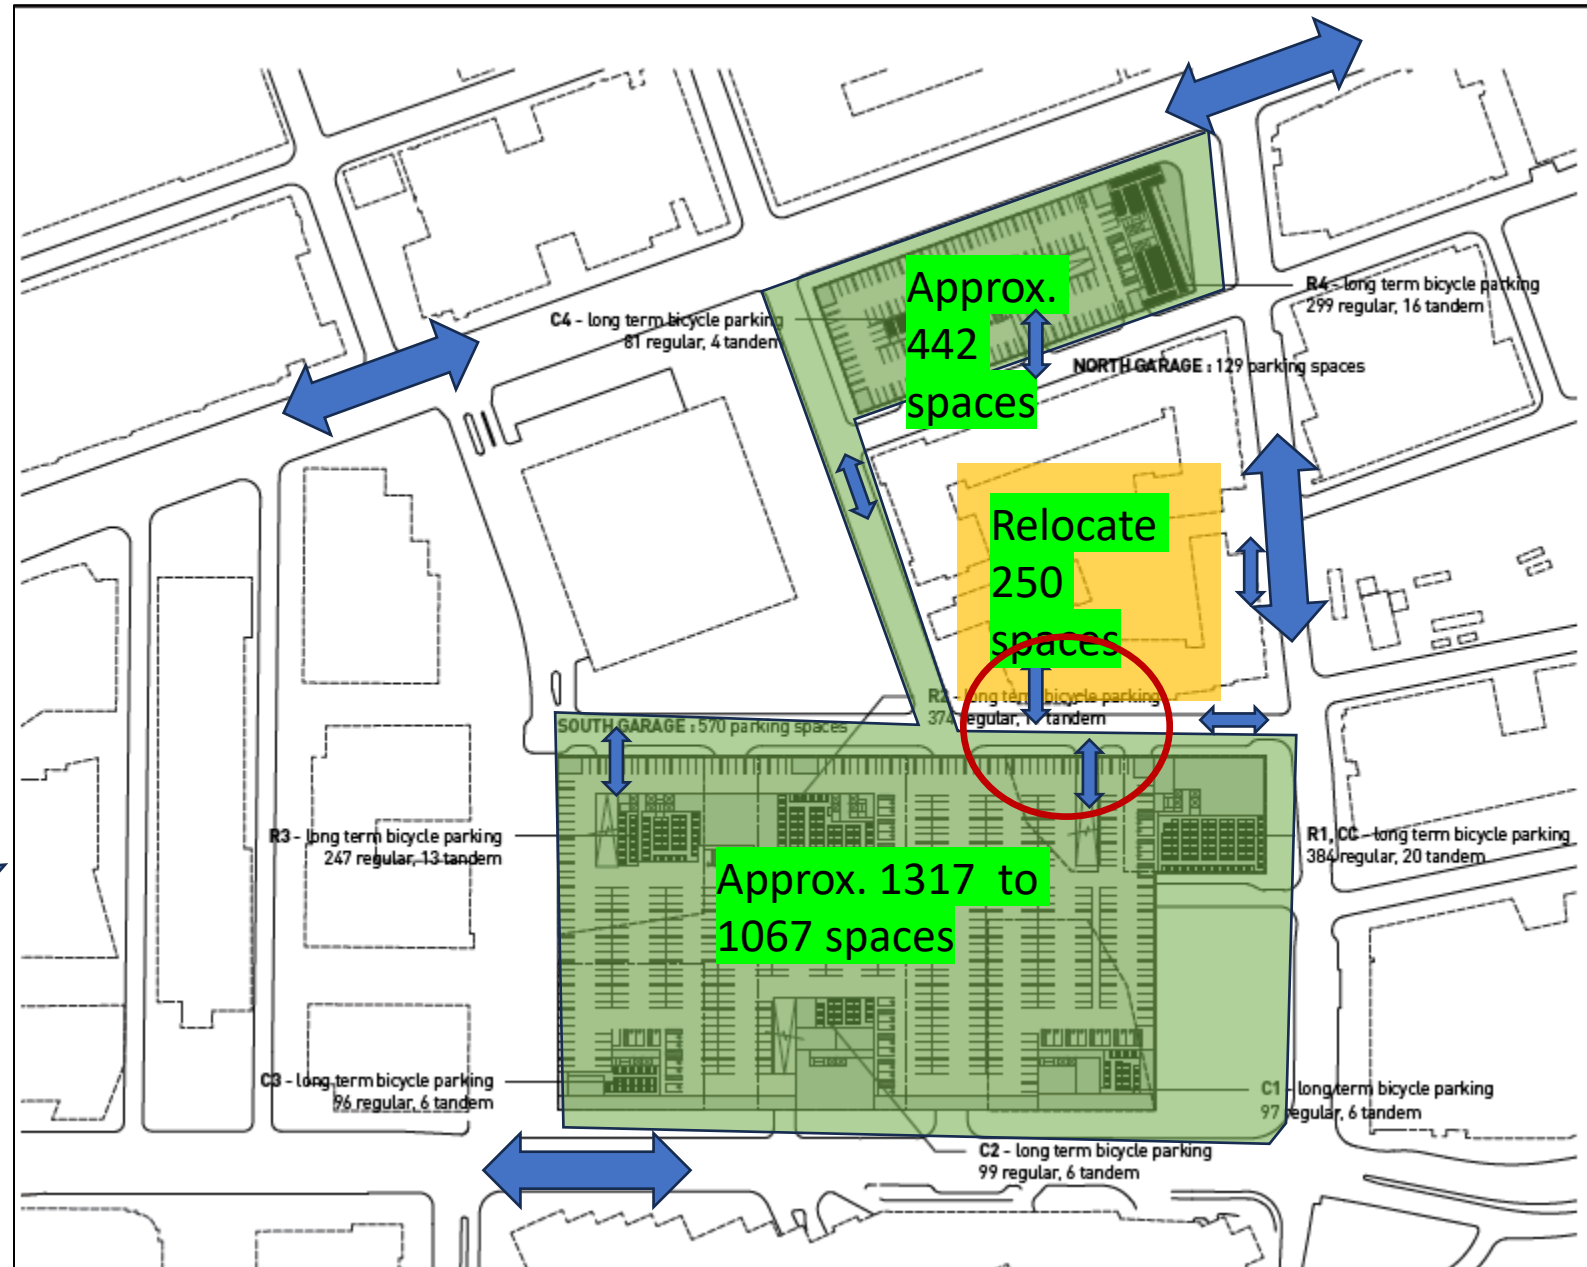 C4 - long term bicycle parking
81 regular, 4 tandem
Approx.
442
spaces
R4 - long term bicycle parking
299 regular, 16 tandem
NORTH GARAGE : 129 parking spaces
Relocate
250
spaces
R2 - long term bicycle parking
374 regular, tandem
SOUTH GARAGE : 570 parking spaces
R3 - long term bicycle parking
247 regular, 13 tandem
Approx. 1317 to
1067 spaces
R1, CC - long term bicycle parking
384 regular, 20 tandem
C3 - long term bicycle parking
96 regular, 6 tandem
C1 - long term bicycle parking
97 regular, 6 tandem
C2 - long term bicycle parking
99 regular, 6 tandem